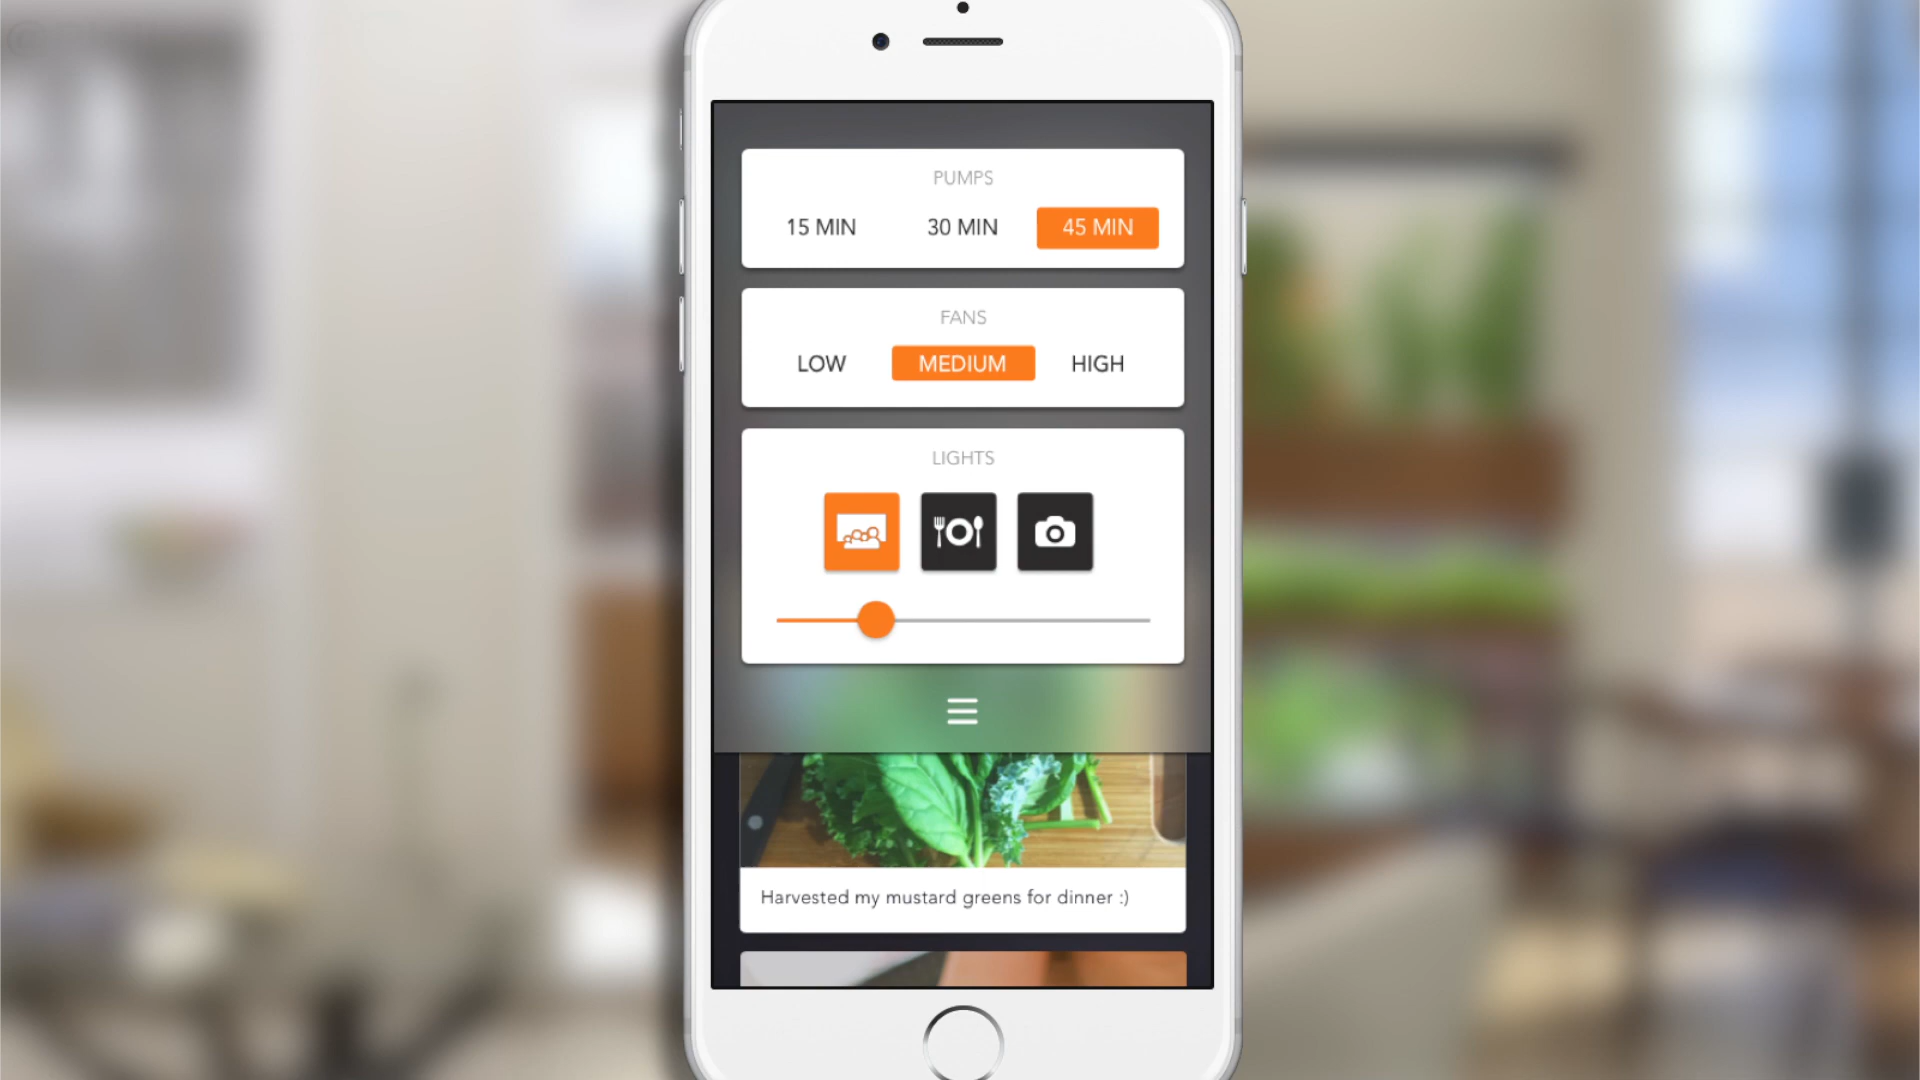 PUMPS
15 MIN 30 MIN 45 MIN
FANS
LOW MEDIUM HIGH
LIGHTS
Harvested my mustard greens for dinner :)